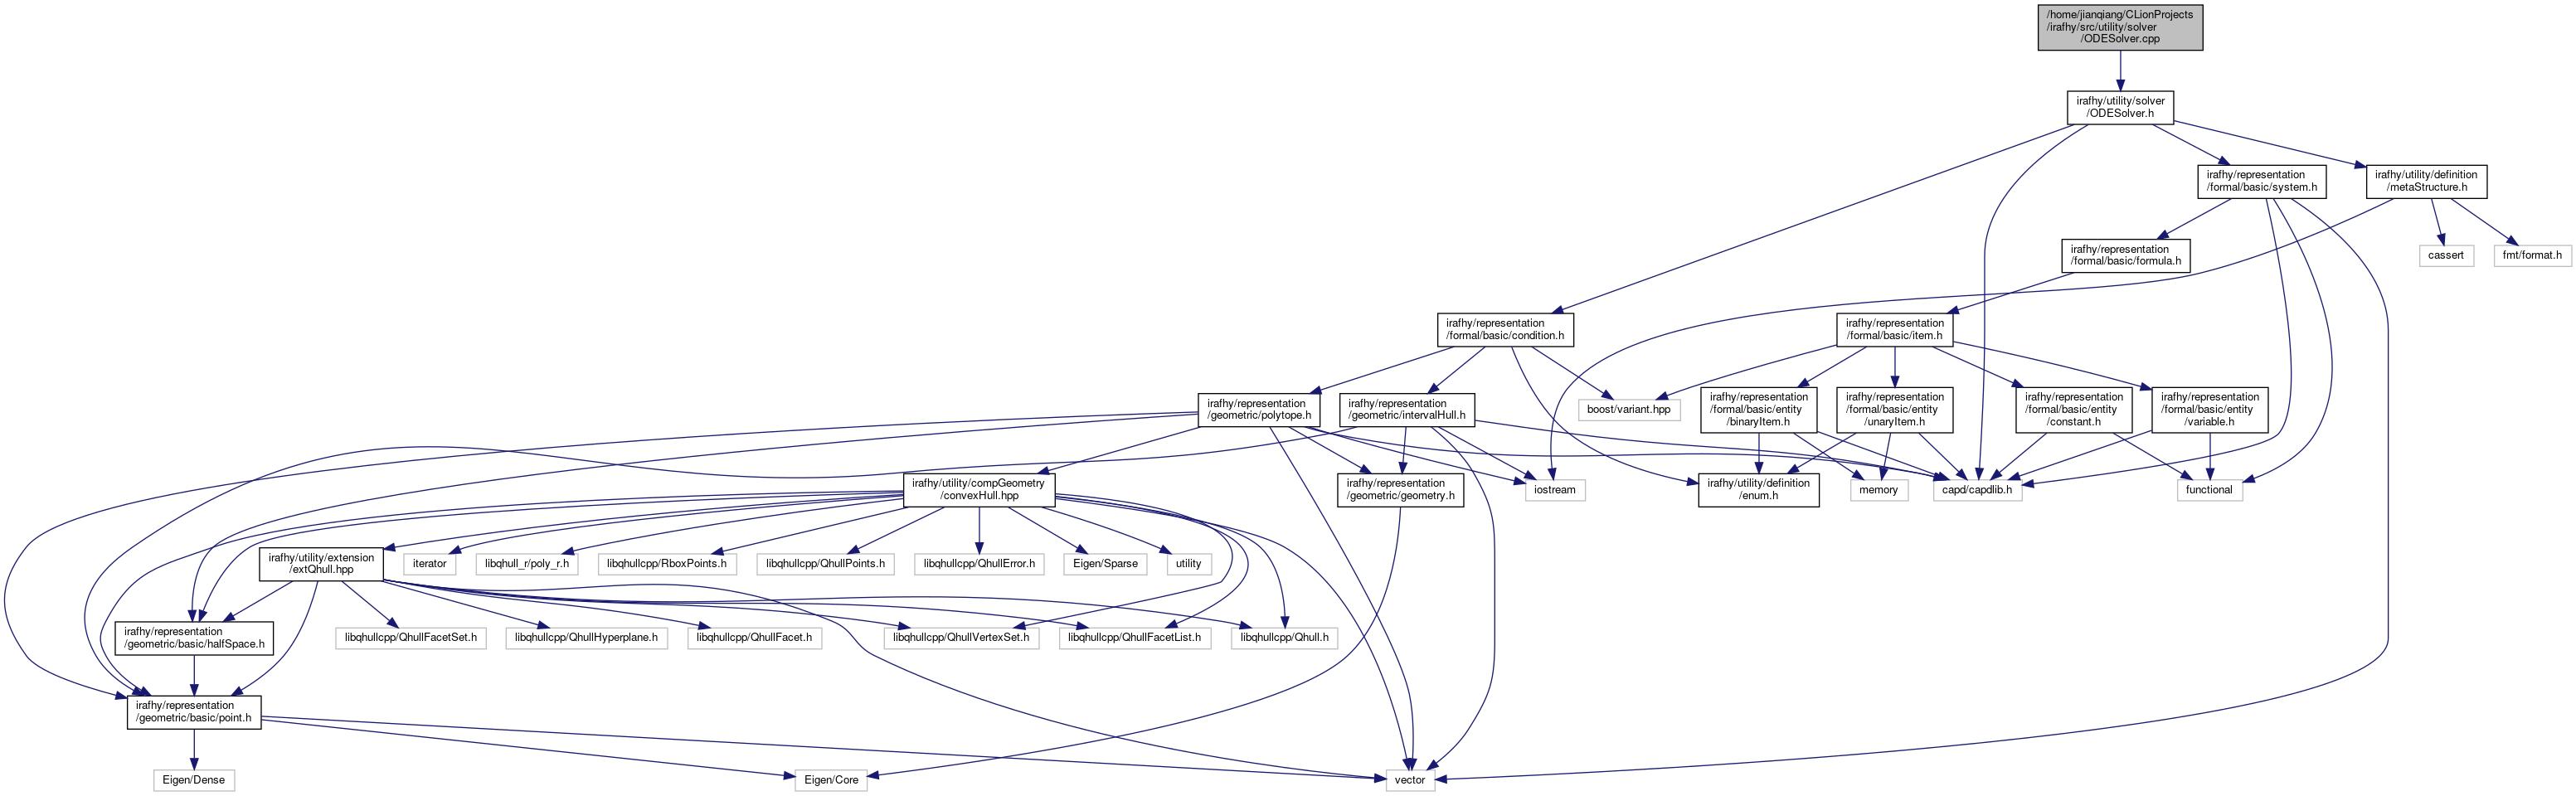 /home/jianqiang/CLionProjects
/irafhy/src/utility/solver
/ODESolver.cpp
irafhy/utility/solver
/ODESolver.h
irafhy/representation
/formal/basic/system.h
irafhy/utility/definition
/metaStructure.h
irafhy/representation
/formal/basic/formula.h
cassert
fmt/format.h
irafhy/representation
/formal/basic/condition.h
irafhy/representation
/formal/basic/item.h
irafhy/representation
/geometric/polytope.h
irafhy/representation
/geometric/intervalHull.h
boost/variant.hpp
irafhy/representation
/formal/basic/entity
/binaryItem.h
irafhy/representation
/formal/basic/entity
/unaryItem.h
irafhy/representation
/formal/basic/entity
/constant.h
irafhy/representation
/formal/basic/entity
/variable.h
irafhy/utility/compGeometry
/convexHull.hpp
irafhy/representation
/geometric/geometry.h
iostream
irafhy/utility/definition
/enum.h
memory
capd/capdlib.h
functional
irafhy/utility/extension
/extQhull.hpp
iterator
libqhull_r/poly_r.h
libqhullcpp/RboxPoints.h
libqhullcpp/QhullPoints.h
libqhullcpp/QhullError.h
Eigen/Sparse
utility
irafhy/representation
/geometric/basic/halfSpace.h
libqhullcpp/QhullFacetSet.h
libqhullcpp/QhullHyperplane.h
libqhullcpp/QhullFacet.h
libqhullcpp/QhullVertexSet.h
libqhullcpp/QhullFacetList.h
libqhullcpp/Qhull.h
irafhy/representation
/geometric/basic/point.h
Eigen/Dense
Eigen/Core
vector